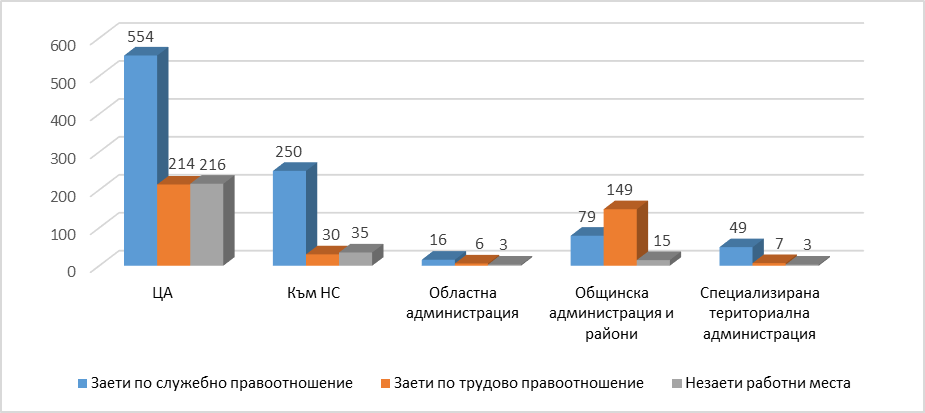 600
500
400
300
200
100
0
554
214
216
250
30
35
16
6
3
79
149
15
49
7
3
ЦА
Към НС
Областна
администрация
Общинска
администрация и
райони
Специализирана
териториална
администрация
Заети по служебно правоотношение
Заети по трудово правоотношение
Незаети работни места